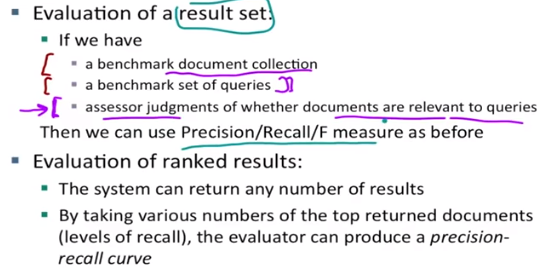 Evaluation of a result set:
If we have
a benchmark document collection
a benchmark set of queries
assessor judgments of whether documents are relevant to queries
Then we can use Precision/Recall/F measure as before
Evaluation of ranked results:
The system can return any number of results
By taking various numbers of the top returned documents
(levels of recall), the evaluator can produce a precision-
recall curve